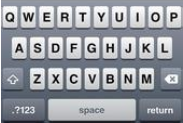 Q W E R T Y U I O P
A S D F G H J K L
Z X C V B N M
.?123 space return